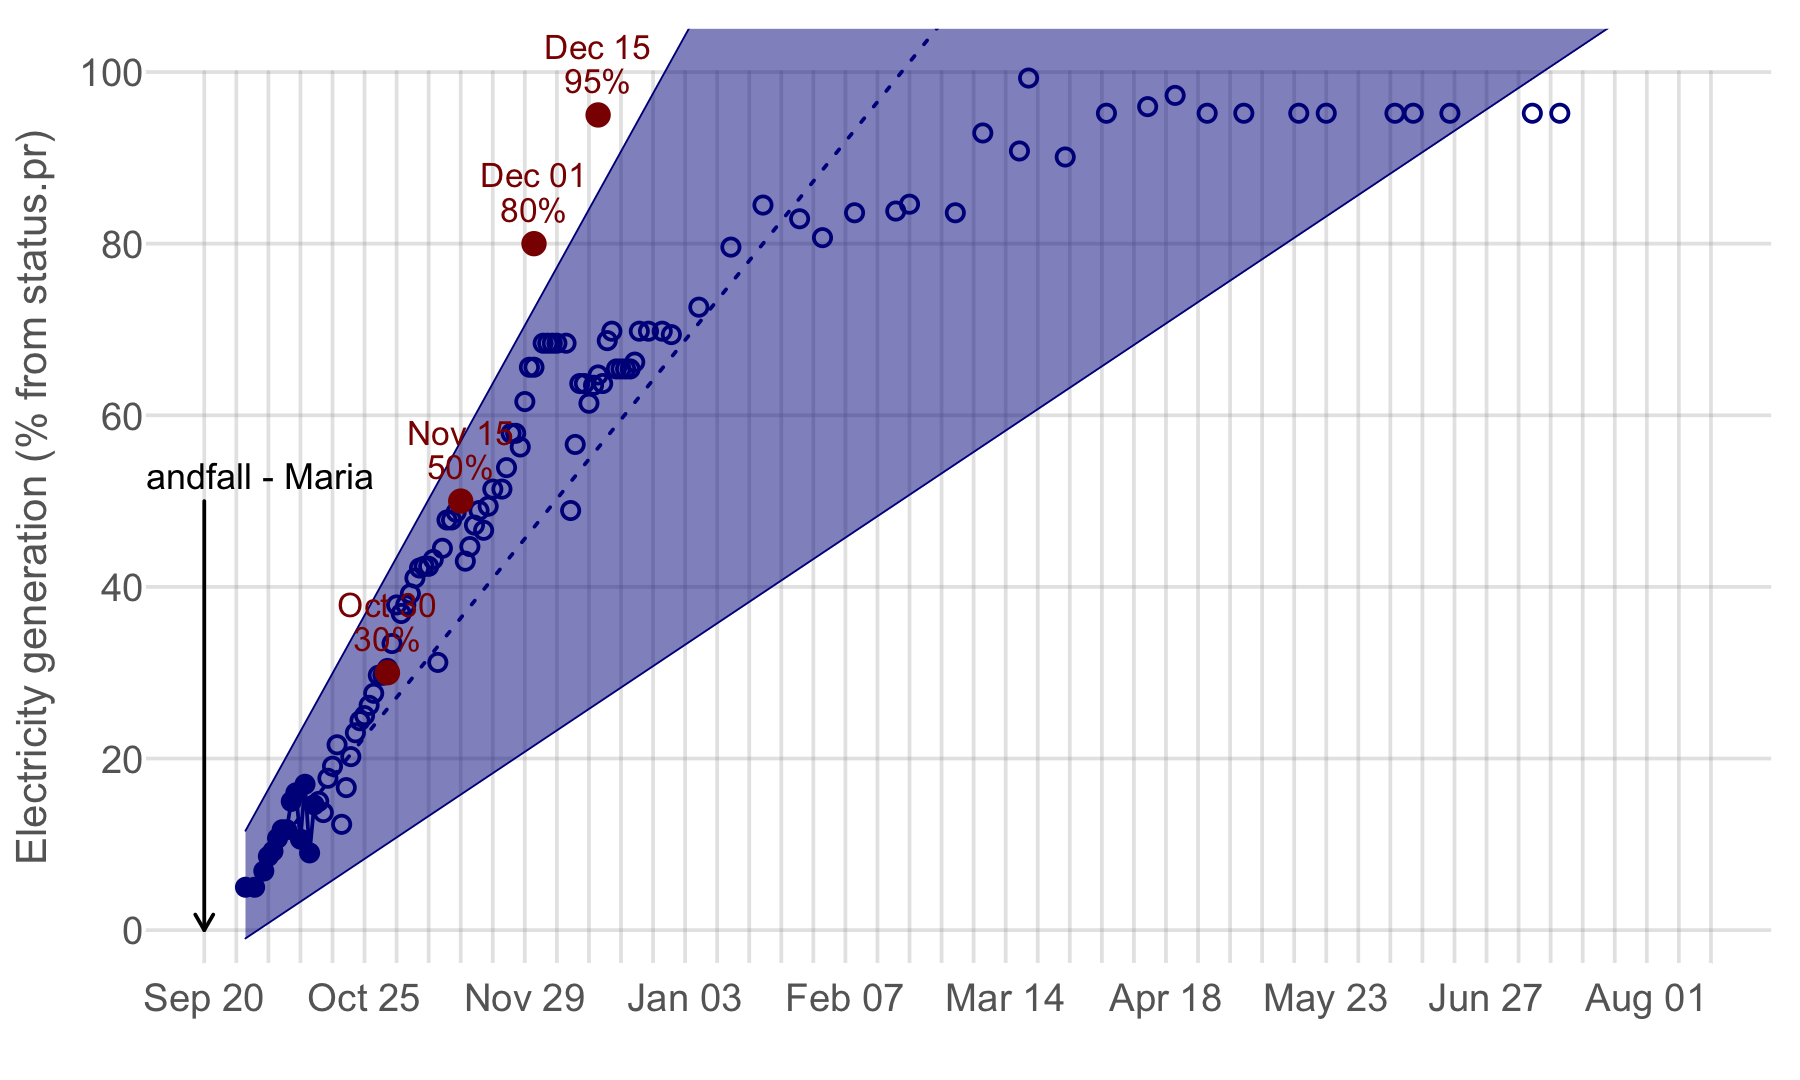 Dec 15
95%
100
Dec 01
80%
80
60
Nov 15
50%
andfall - Maria
40
Oct 30
30%
20
0
Electricity generation (% from status.pr)
Sep 20 Oct 25 Nov 29 Jan 03 Feb 07 Mar 14 Apr 18 May 23 Jun 27 Aug 01